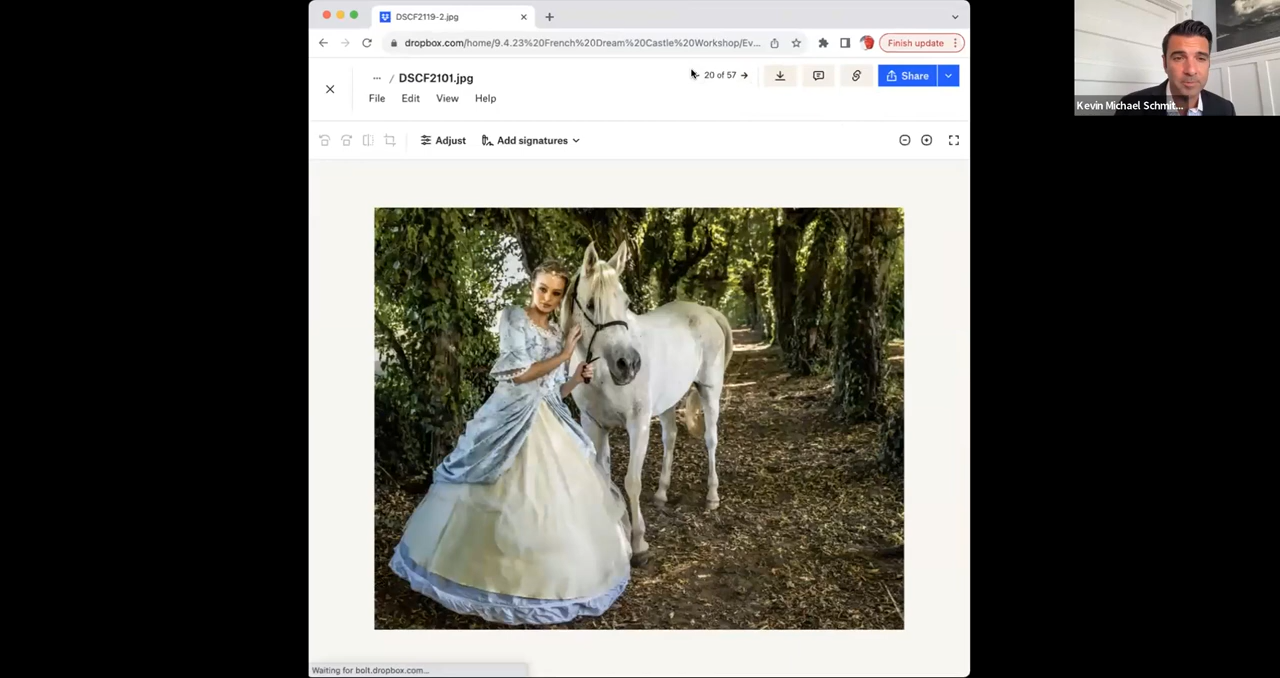 DSCF2119-2.jpg
dropbox.com/home/9.4.23%20French%20Dream%20Castle%20Workshop/Ev...
Finish update
... / DSCF2101.jpg
20 of 57
Share
File Edit View Help
Adjust
Add signatures
Kevin Michael Schmit...
Waiting for bolt.dropbox.com...